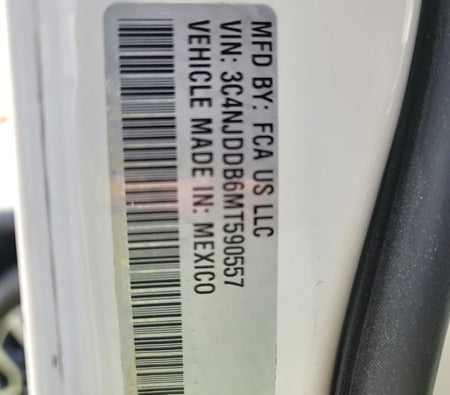 MFD BY: FCA US LLC
VIN: 3C4NJDDB6MT590557
VEHICLE MADE IN: MEXICO